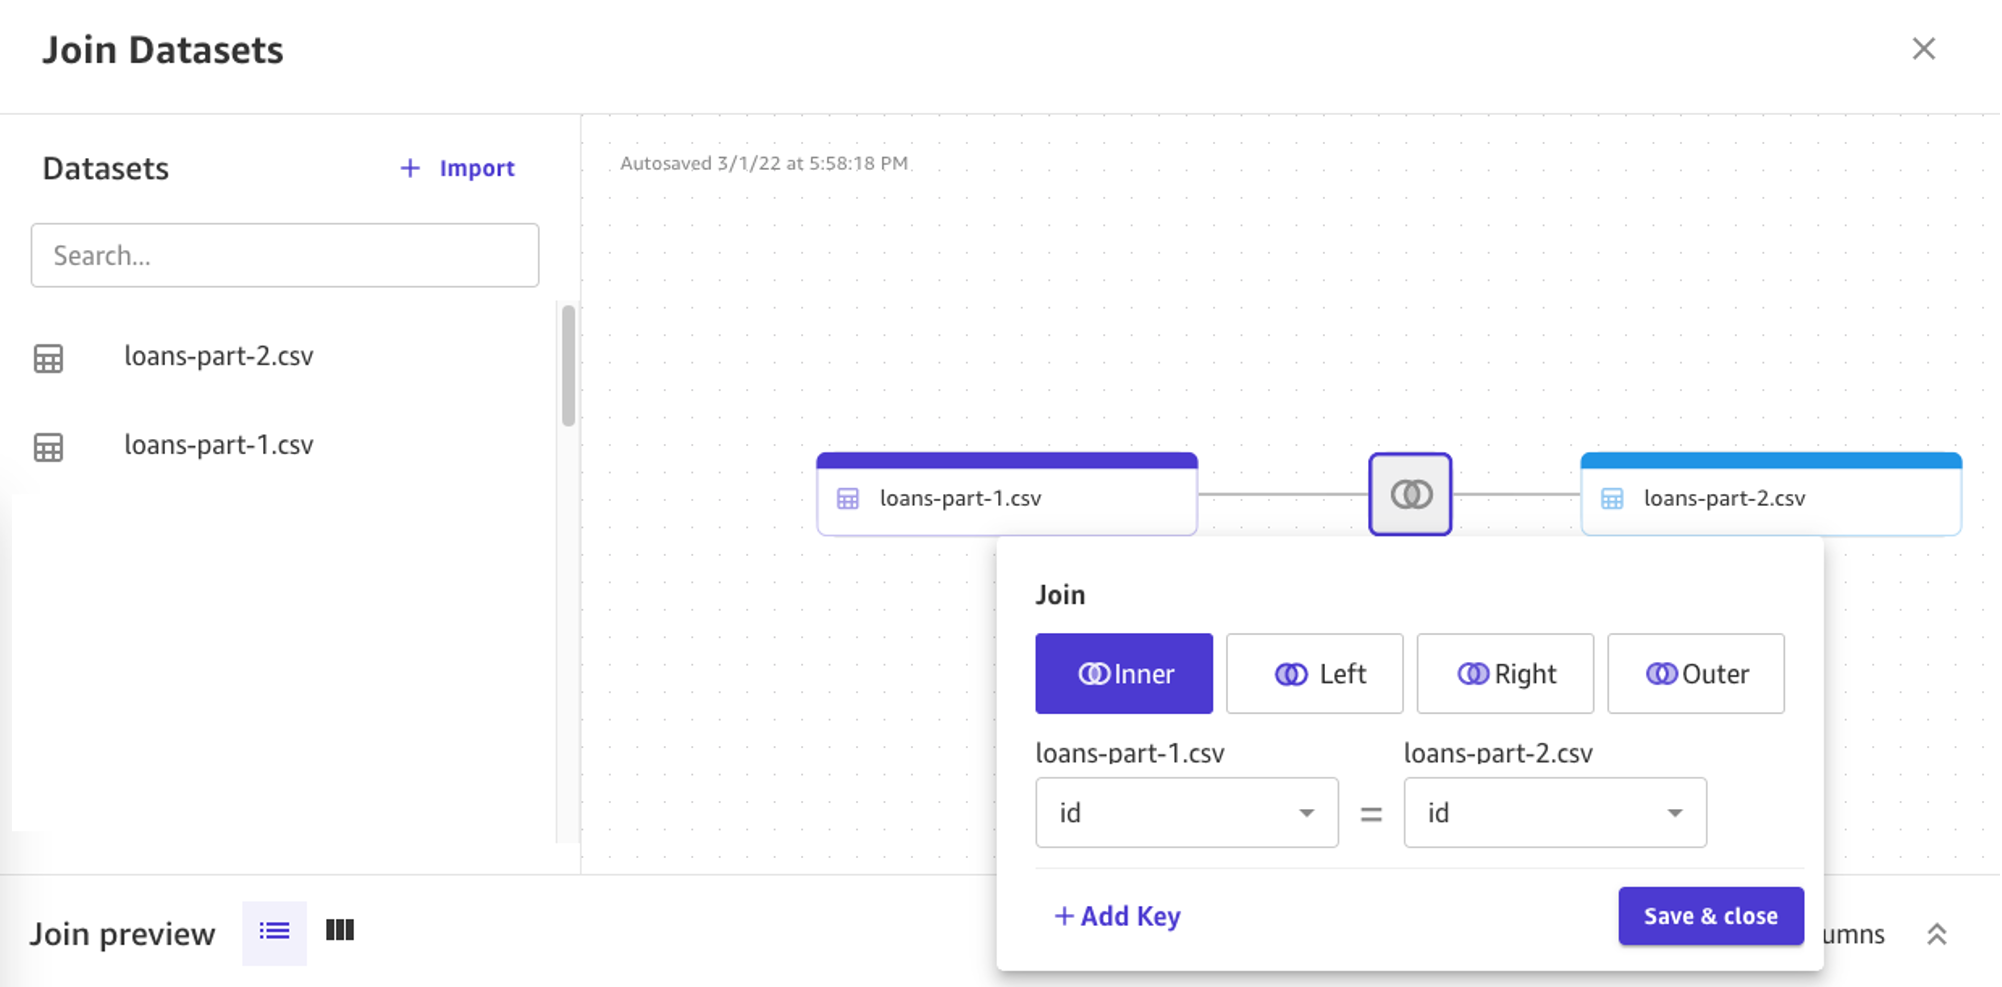 Join Datasets
Datasets
+ Import
Autosaved 3/1/22 at 5:58:18 PM
Search...
loans-part-2.csv
loans-part-1.csv
loans-part-1.csv
loans-part-2.csv
Join
Inner Left Right Outer
loans-part-1.csv loans-part-2.csv
id = id
+ Add Key
Save & close
Join preview
umns